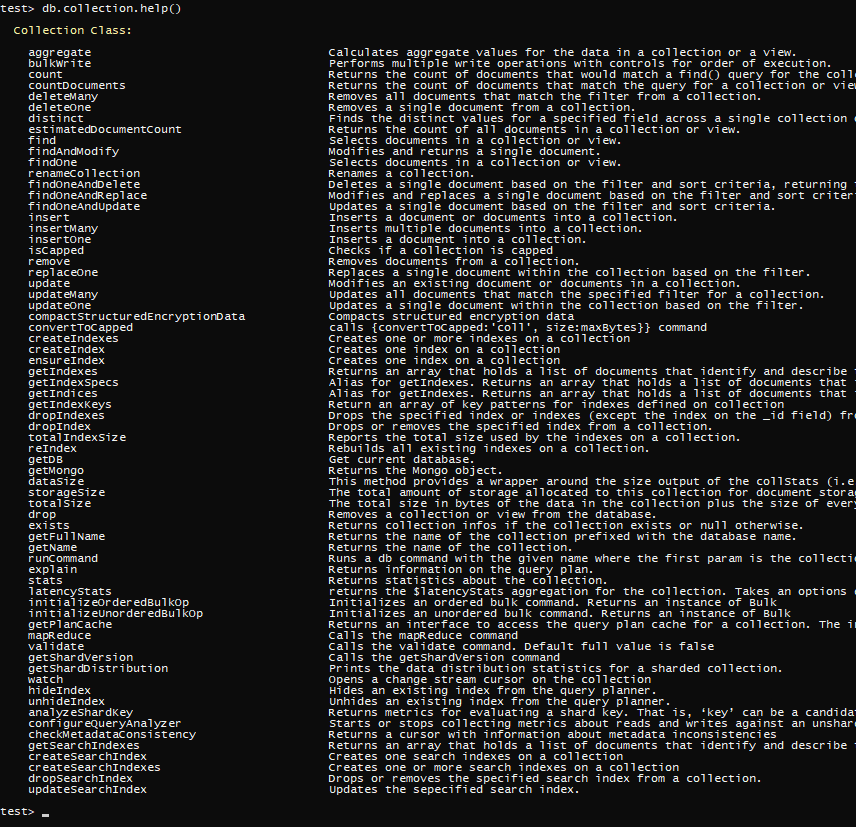 test> db.collection.help()
Collection Class:
aggregate Calculates aggregate values for the data in a collection or a view.
bulkWrite Performs multiple write operations with controls for order of execution.
count Returns the count of documents that would match a find() query for the
countDocuments Returns the count of documents that match the query for a collection or
deleteMany Removes all documents that match the filter from a collection.
deleteOne Removes a single document from a collection.
distinct Finds the distinct values for a specified field across a single collection
estimatedDocumentCount Returns the count of all documents in a collection or view.
find Selects documents in a collection or view.
findAndModify Modifies and returns a single document.
findOne Selects documents in a collection or view.
renameCollection Renames a collection.
findOneAndDelete Deletes a single document based on the filter and sort criteria, returning
findOneAndReplace Modifies and replaces a single document based on the filter and sort
findOneAndUpdate Updates a single document based on the filter and sort criteria.
insert Inserts a document or documents into a collection.
insertMany Inserts multiple documents into a collection.
insertOne Inserts a document into a collection.
isCapped Checks if a collection is capped
remove Removes documents from a collection.
replaceOne Replaces a single document within the collection based on the filter.
update Modifies an existing document or documents in a collection.
updateMany Updates all documents that match the specified filter for a collection.
updateOne Updates a single document within the collection based on the filter.
compactStructuredEncryptionData Compacts structured encryption data
convertToCapped calls {convertToCapped:'coll', size:maxBytes}} command
createIndexes Creates one or more indexes on a collection
createIndex Creates one index on a collection
ensureIndex Creates one index on a collection
getIndexes Returns an array that holds a list of documents that identify and describe
getIndexSpecs Alias for getIndexes. Returns an array that holds a list of documents that
getIndices Alias for getIndexes. Returns an array that holds a list of documents that
getIndexKeys Return an array of key patterns for indexes defined on collection
dropIndexes Drops the specified index or indexes (except the index on the _id field)
dropIndex Drops or removes the specified index from a collection.
totalIndexSize Reports the total size used by the indexes on a collection.
reIndex Rebuilds all existing indexes on a collection.
getDB Get current database.
getMongo Returns the Mongo object.
dataSize This method provides a wrapper around the size output of the collStats (i.e
storageSize The total amount of storage allocated to this collection for document
totalSize The total size in bytes of the data in the collection plus the size of
drop Removes a collection or view from the database.
exists Returns collection infos if the collection exists or null otherwise.
getFullName Returns the name of the collection prefixed with the database name.
getName Returns the name of the collection.
runCommand Runs a db command with the given name where the first param is the
explain Returns information on the query plan.
stats Returns statistics about the collection.
latencyStats returns the $latencyStats aggregation for the collection. Takes an options
initializeOrderedBulkOp Initializes an ordered bulk command. Returns an instance of Bulk
initializeUnorderedBulkOp Initializes an unordered bulk command. Returns an instance of Bulk
getPlanCache Returns an interface to access the query plan cache for a collection. The
mapReduce Calls the mapReduce command
validate Calls the validate command. Default full value is false
getShardVersion Calls the getShardVersion command
getShardDistribution Prints the data distribution statistics for a sharded collection.
watch Opens a change stream cursor on the collection
hideIndex Hides an existing index from the query planner.
unhideIndex Unhides an existing index from the query planner.
analyzeShardKey Returns metrics for evaluating a shard key. That is, ‘key’ can be a
configureQueryAnalyzer Starts or stops collecting metrics about reads and writes against an
checkMetadataConsistency Returns a cursor with information about metadata inconsistencies
getSearchIndexes Returns an array that holds a list of documents that identify and describe
createSearchIndex Creates one search indexes on a collection
createSearchIndexes Creates one or more search indexes on a collection
dropSearchIndex Drops or removes the specified search index from a collection.
updateSearchIndex Updates the sepecified search index.
test> _